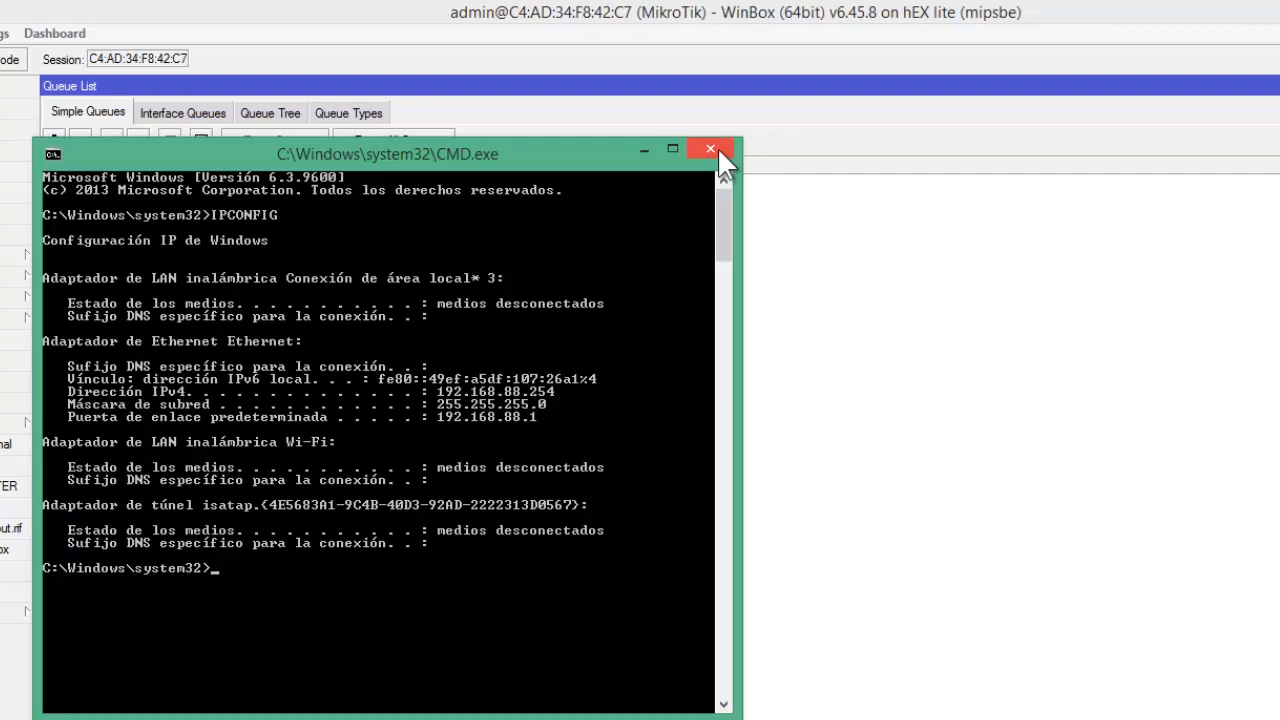 admin@C4:AD:34:F8:42:C7 (MikroTik) - WinBox (64bit) v6.45.8 on hEX lite (mipsbe)
gs Dashboard
ode Session: C4:AD:34:F8:42:C7
Queue List
Simple Queues Interface Queues Queue Tree Queue Types
C:\Windows\system32\CMD.exe
Microsoft Windows [Versión 6.3.9600]
(c) 2013 Microsoft Corporation. Todos los derechos reservados.
C:\Windows\system32>IPCONFIG
Configuración IP de Windows
Adaptador de LAN inalámbrica Conexión de área local* 3:
Estado de los medios. . . . . . . . . . . : medios desconectados
Sufijo DNS específico para la conexión. . :
Adaptador de Ethernet Ethernet:
Sufijo DNS específico para la conexión. . :
Vínculo: dirección IPv6 local. . . : fe80::49ef:a5df:107:26a1%4
Dirección IPv4. . . . . . . . . . . . . . : 192.168.88.254
Máscara de subred . . . . . . . . . . . . : 255.255.255.0
Puerta de enlace predeterminada . . . . . : 192.168.88.1
nal Adaptador de LAN inalámbrica Wi-Fi:
Estado de los medios. . . . . . . . . . . : medios desconectados
Sufijo DNS específico para la conexión. . :
TER
Adaptador de túnel isatap.{4E5683A1-9C4B-40D3-92AD-2222313D0567}:
out.rif Estado de los medios. . . . . . . . . . . : medios desconectados
ox Sufijo DNS específico para la conexión. . :
C:\Windows\system32>_